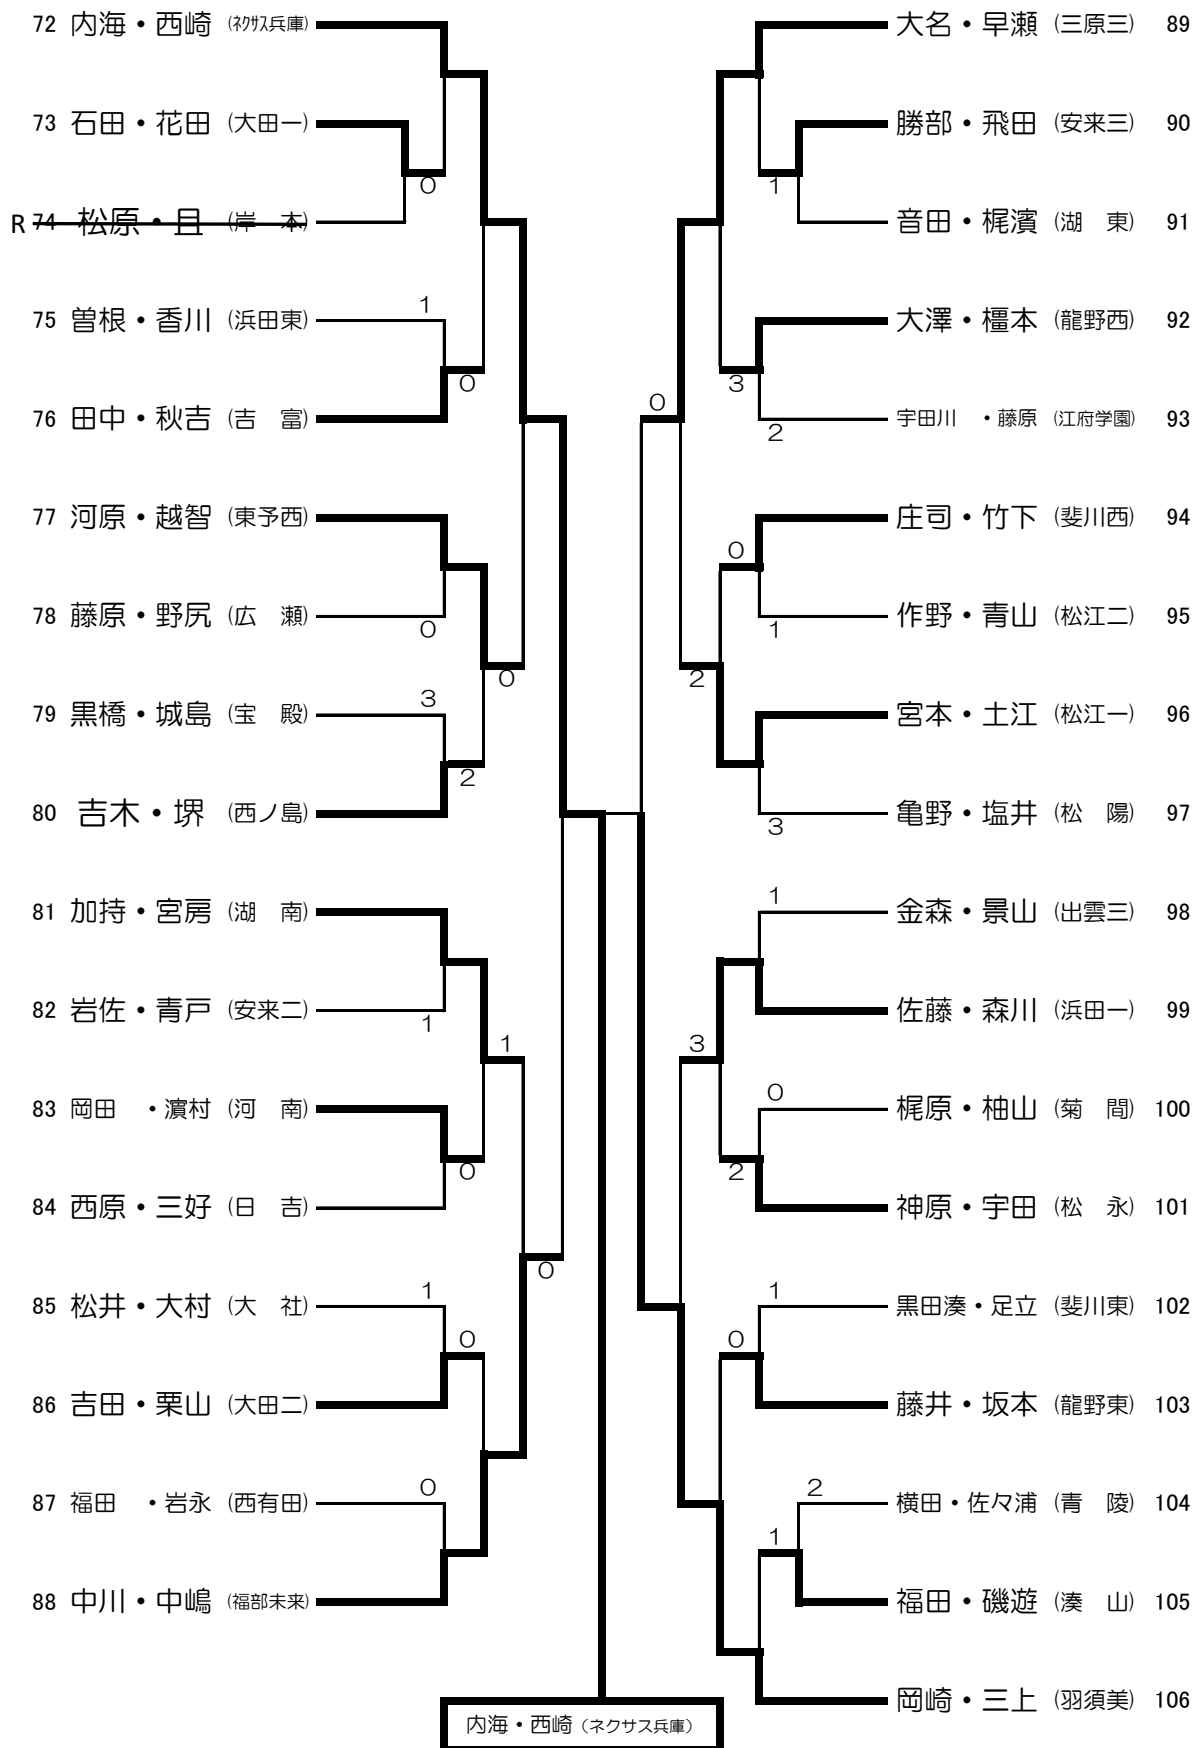 72 内海・西崎 (ネクサス兵庫)
73 石田・花田 (大田一)
0
R 74 松原・且 (岸 本)
75 曽根・香川 (浜田東) 1
0
76 田中・秋吉 (吉 富)
77 河原・越智 (東予西)
78 藤原・野尻 (広 瀬) 0
0
79 黒橋・城島 (宝 殿) 3
2
80 吉木・堺 (西ノ島)
81 加持・宮房 (湖 南)
82 岩佐・青戸 (安来二) 1
1
83 岡田 ・濵村 (河 南)
0
84 西原・三好 (日 吉)
0
85 松井・大村 (大 社) 1
0
86 吉田・栗山 (大田二)
87 福田 ・岩永 (西有田) 0
88 中川・中嶋 (福部未来)
大名・早瀬 (三原三) 89
勝部・飛田 (安来三) 90
1
音田・梶濱 (湖 東) 91
大澤・橿本 (龍野西) 92
3
0
2 宇田川 ・藤原 (江府学園) 93
庄司・竹下 (斐川西) 94
0
1 作野・青山 (松江二) 95
2
宮本・土江 (松江一) 96
3 亀野・塩井 (松 陽) 97
1 金森・景山 (出雲三) 98
佐藤・森川 (浜田一) 99
3
0 梶原・柚山 (菊 間) 100
2
神原・宇田 (松 永) 101
1 黒田湊・足立 (斐川東) 102
0
藤井・坂本 (龍野東) 103
2 横田・佐々浦 (青 陵) 104
1
福田・磯遊 (湊 山) 105
岡崎・三上 (羽須美) 106
内海・西崎 (ネクサス兵庫)